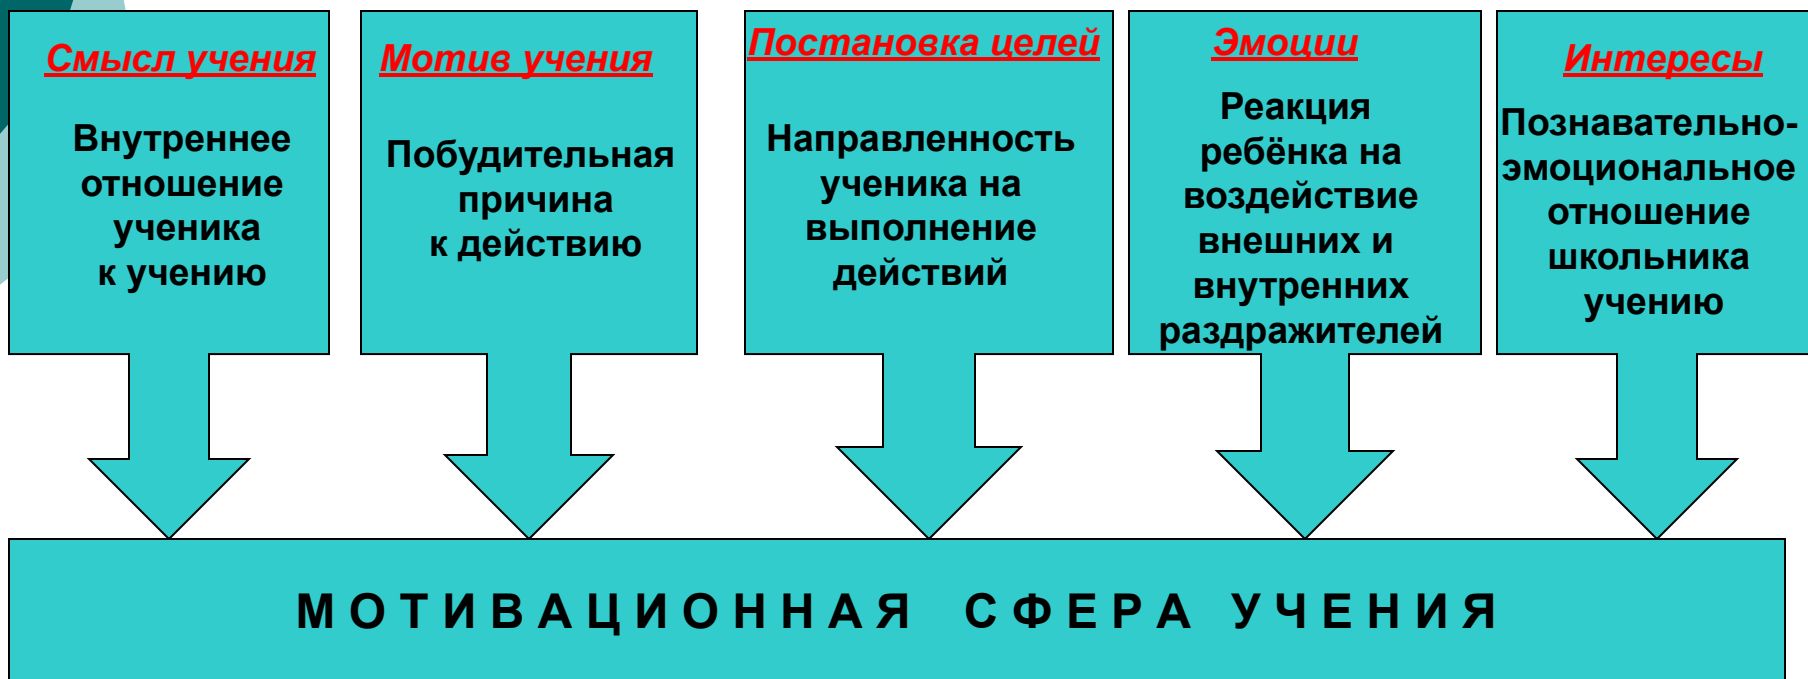 Смысл учения
Внутреннее
отношение
ученика
к учению
Мотив учения
Побудительная
причина
к действию
Постановка целей
Направленность
ученика на
выполнение
действий
Эмоции
Реакция
ребёнка на
воздействие
внешних и
внутренних
раздражителей
Интересы
Познавательно-
эмоциональное
отношение
школьника
учению
МОТИВАЦИОННАЯ СФЕРА УЧЕНИЯ